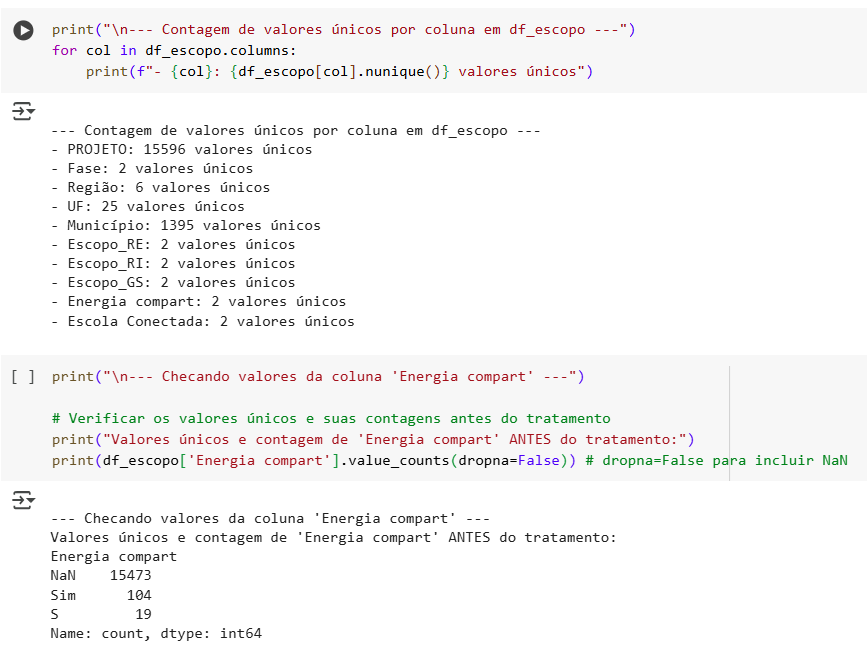 print("\n--- Contagem de valores únicos por coluna em df_escopo ---")
for col in df_escopo.columns:
    print(f"- {col}: {df_escopo[col].nunique()} valores únicos")
--- Contagem de valores únicos por coluna em df_escopo ---
- PROJETO: 15596 valores únicos
- Fase: 2 valores únicos
- Região: 6 valores únicos
- UF: 25 valores únicos
- Município: 1395 valores únicos
- Escopo_RE: 2 valores únicos
- Escopo_RI: 2 valores únicos
- Escopo_GS: 2 valores únicos
- Energia compart: 2 valores únicos
- Escola Conectada: 2 valores únicos
[ ] print("\n--- Checando valores da coluna 'Energia compart' ---")
# Verificar os valores únicos e suas contagens antes do tratamento
print("Valores únicos e contagem de 'Energia compart' ANTES do tratamento:")
print(df_escopo['Energia compart'].value_counts(dropna=False)) # dropna=False para incluir NaN
--- Checando valores da coluna 'Energia compart' ---
Valores únicos e contagem de 'Energia compart' ANTES do tratamento:
Energia compart
NaN    15473
Sim      104
S         19
Name: count, dtype: int64